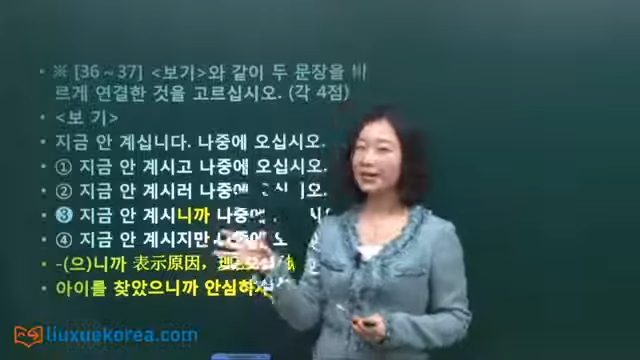 ※ [36~37] <보기>와 같이 두 문장을 바
르게 연결한 것을 고르십시오. (각 4점)
<보 기>
지금 안 계십니다. 나중에 오십시오.
① 지금 안 계시고 나중에 오십시오.
② 지금 안 계시러 나중에
❸ 지금 안 계시니까 나중에
④ 지금 안 계시지만 나중에
-(으)니까 表示原因,
아이를 찾았으니까 안심하
liuxuekorea.com